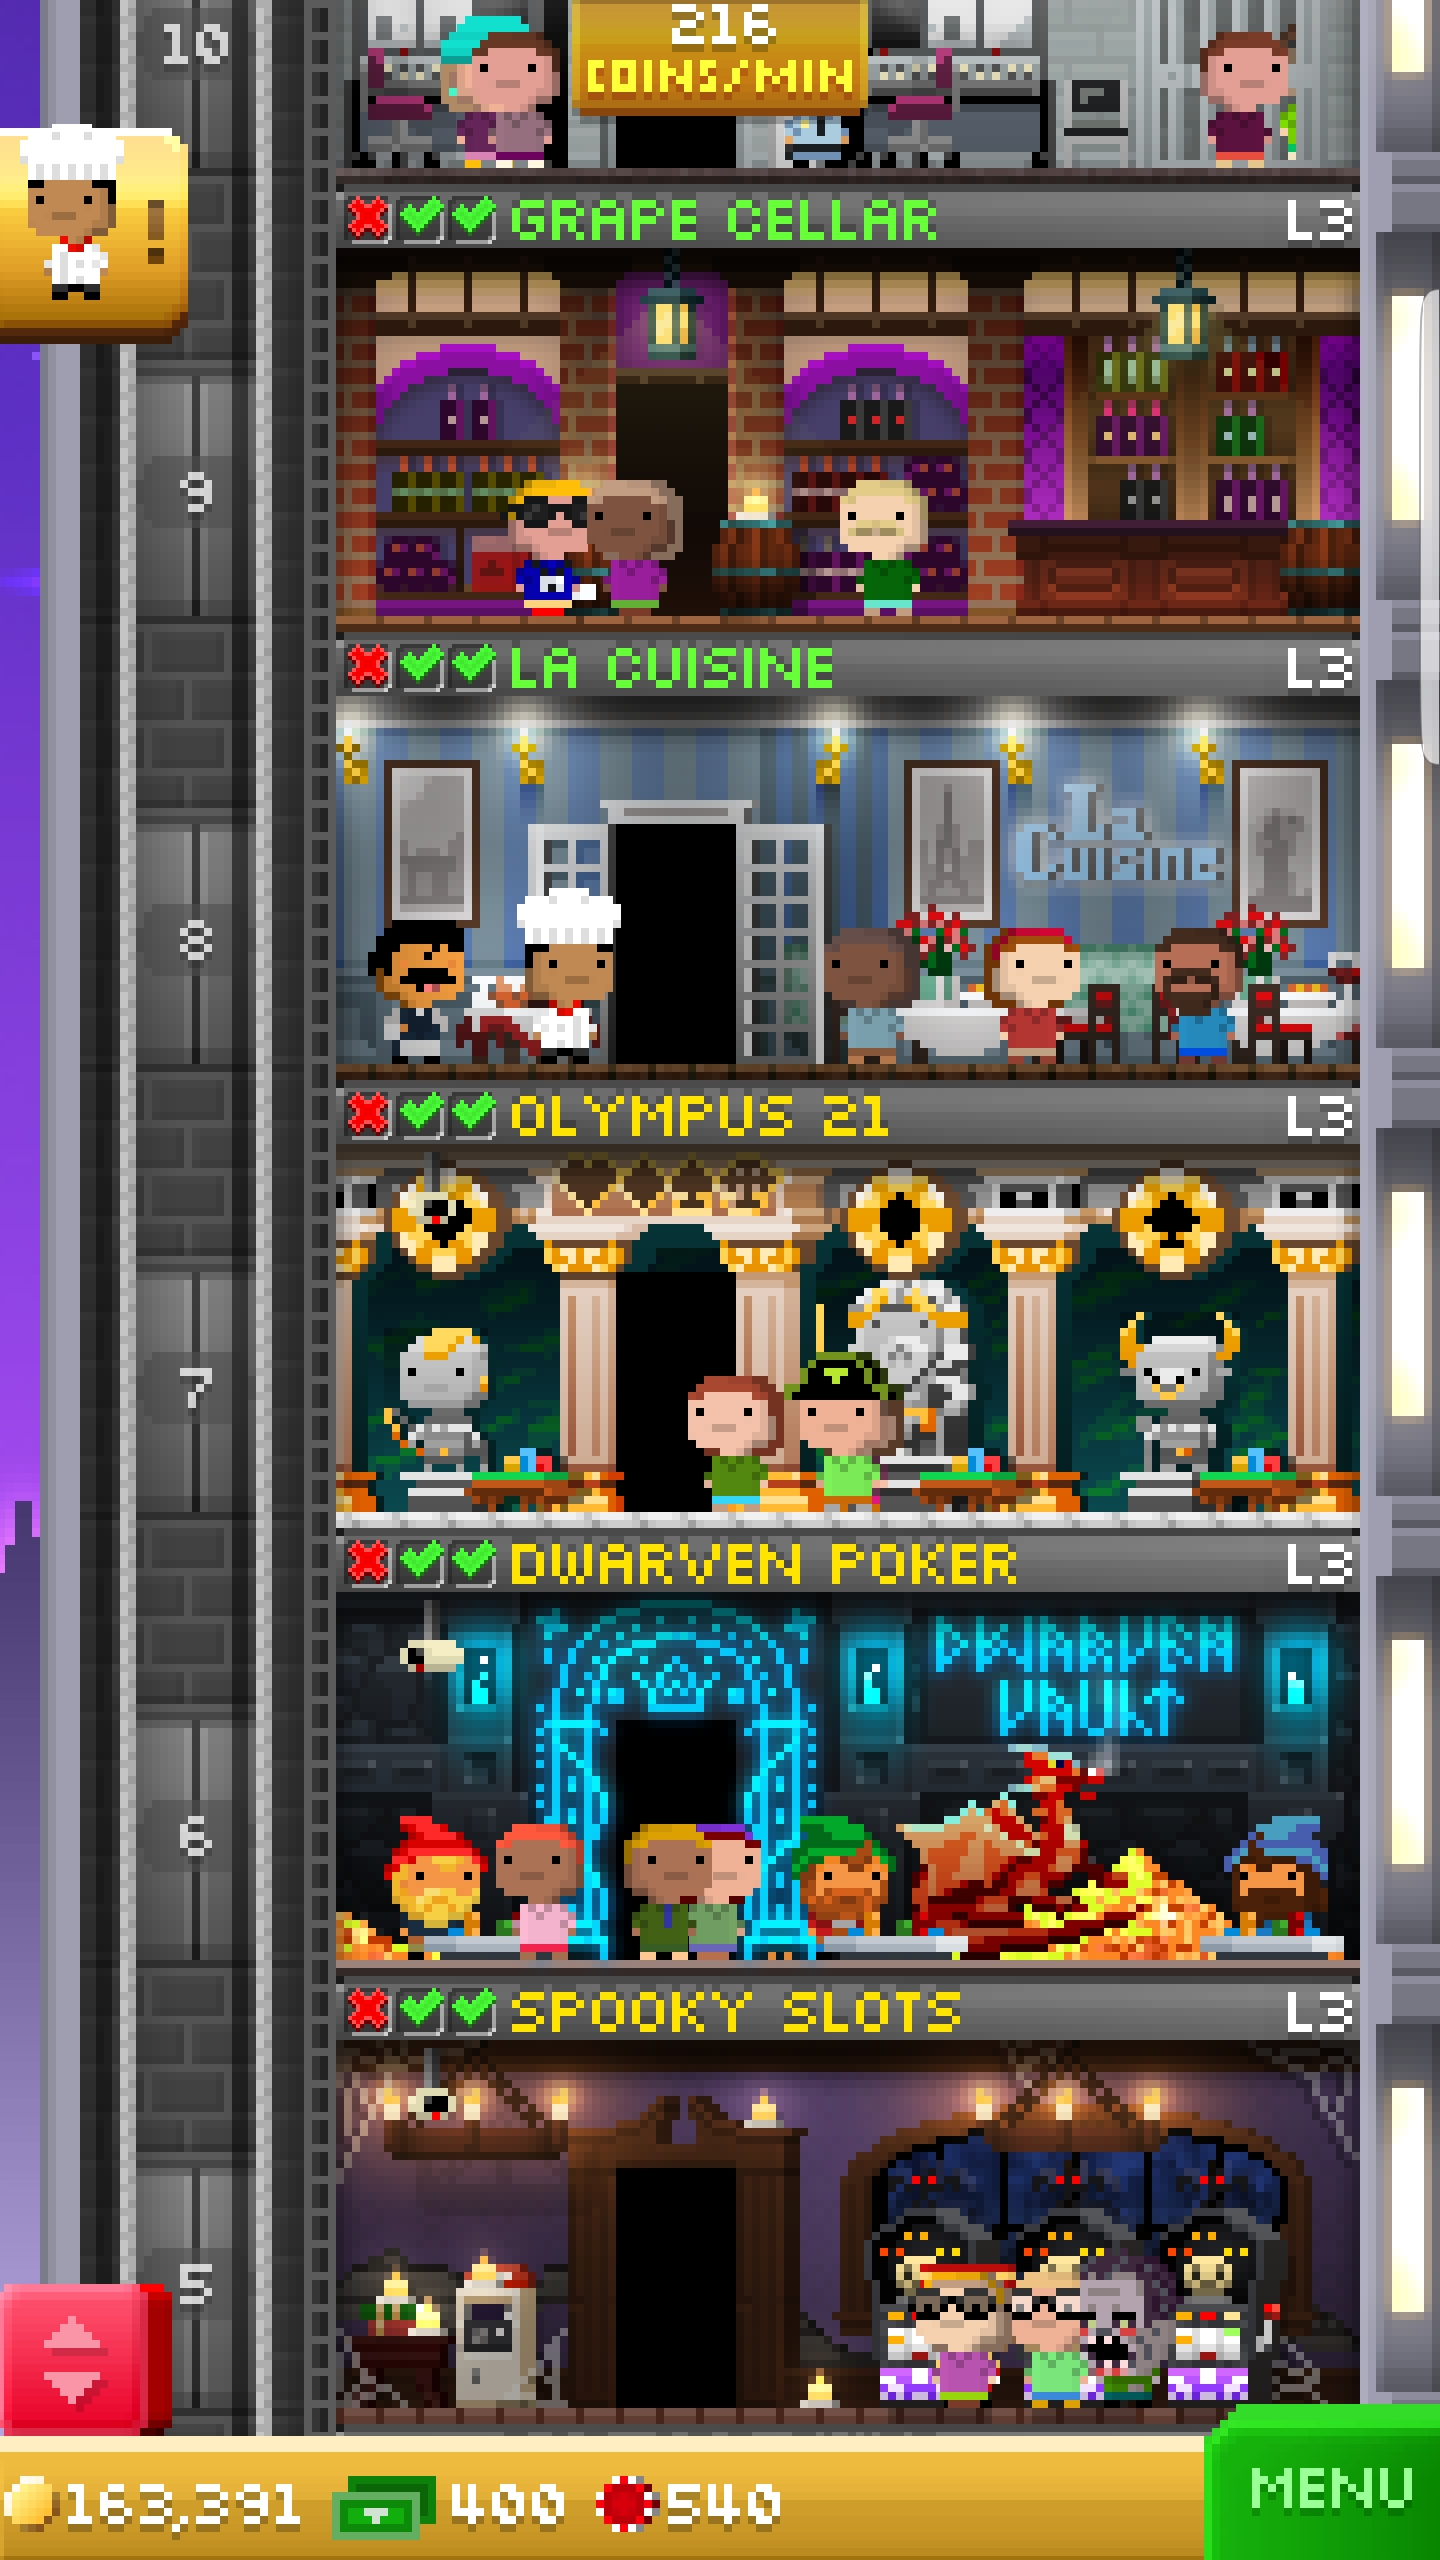 10
216
COINS/MIN
!
GRAPE CELLAR L3
9
LA CUISINE L3
La
Cuisine
8
OLYMPUS 21 L3
7
DWARVEN POKER L3
DWARVEN
VAULT
6
SPOOKY SLOTS L3
5
163,391 400 540
MENU